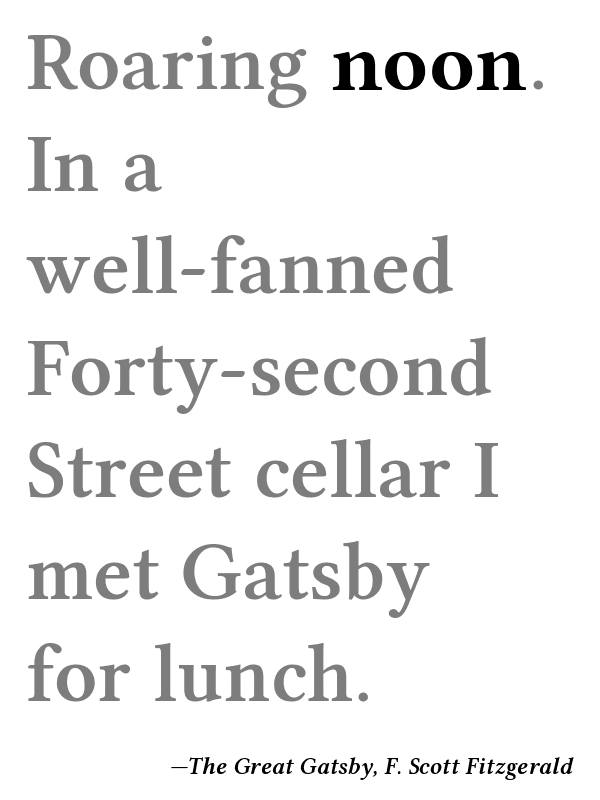 Roaring noon.
In a
well-fanned
Forty-second
Street cellar I
met Gatsby
for lunch.
—The Great Gatsby, F. Scott Fitzgerald